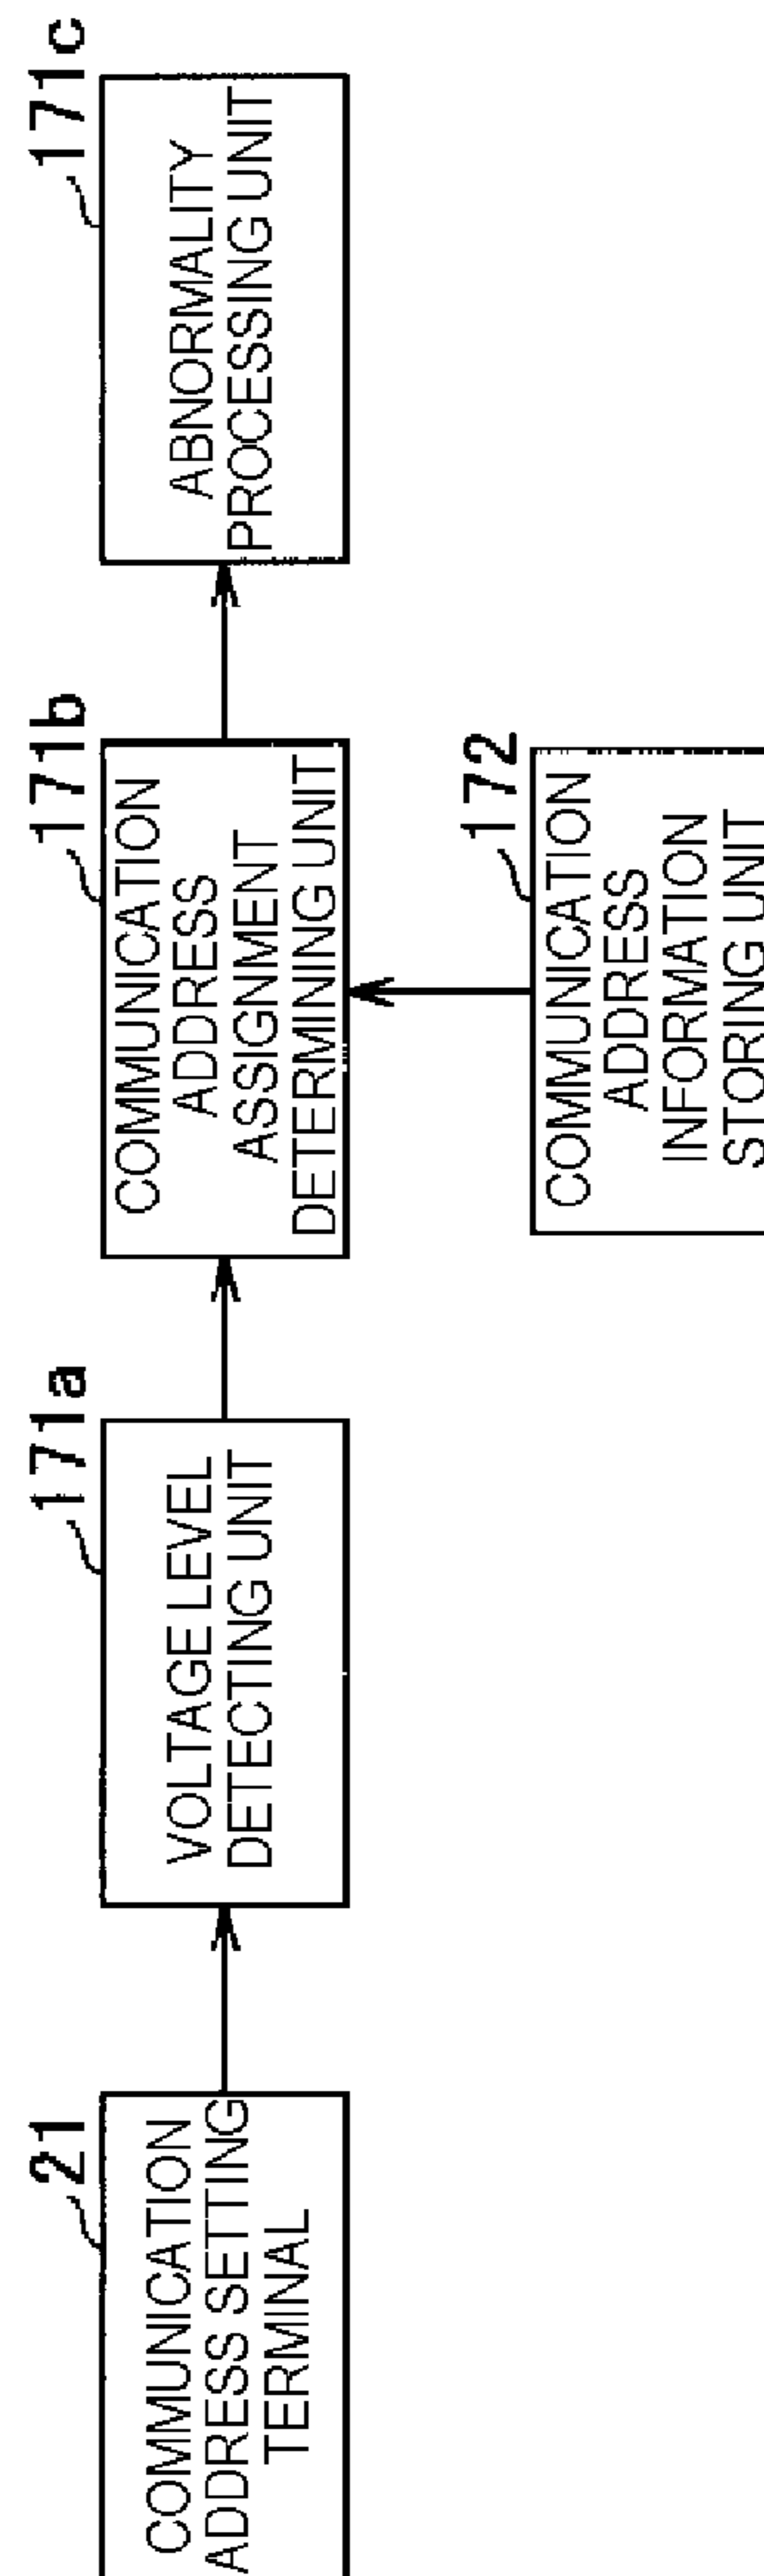 21
COMMUNICATION
ADDRESS SETTING
TERMINAL
171a
VOLTAGE LEVEL
DETECTING UNIT
171b
COMMUNICATION
ADDRESS
ASSIGNMENT
DETERMINING UNIT
171c
ABNORMALITY
PROCESSING UNIT
172
COMMUNICATION
ADDRESS
INFORMATION
STORING UNIT